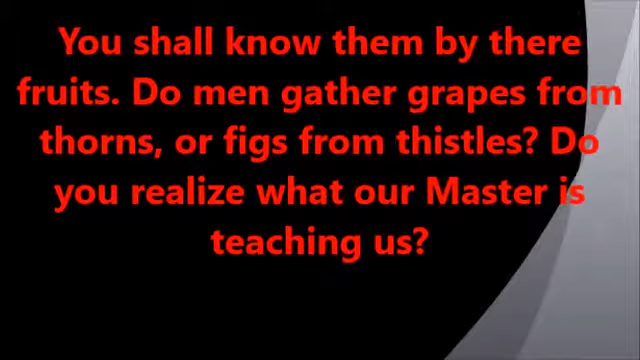 You shall know them by there
fruits. Do men gather grapes from
thorns, or figs from thistles? Do
you realize what our Master is
teaching us?